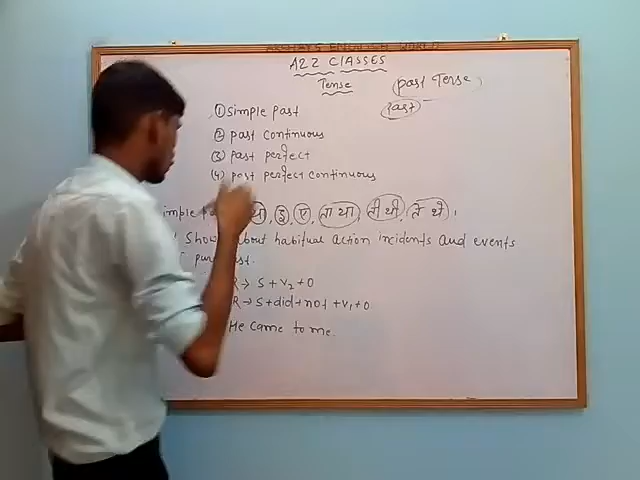 A2Z CLASSES
Tense (Past Tense)
Past
① Simple Past
② Past Continuous
③ Past Perfect
④ Past Perfect Continuous
imple ा, इ, ए, ता था, ती थी, ते थे।
show about habitual action incidents and events
R → S + V2 + O
R → S + did + not + V1 + O
He came to me.